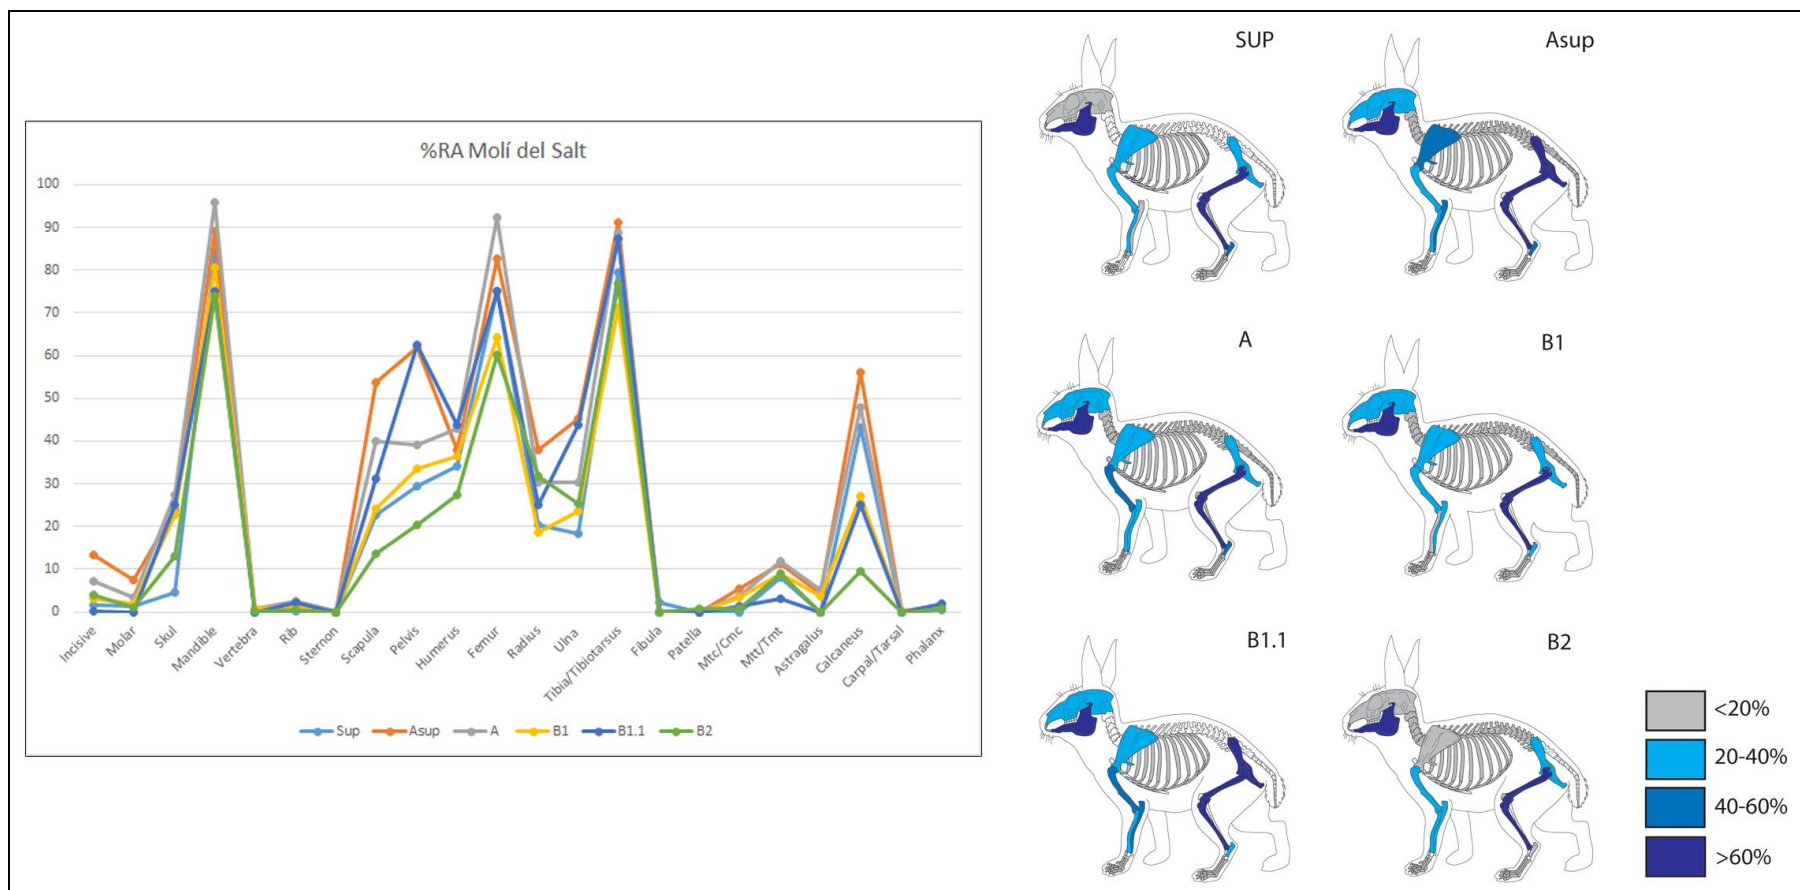 %RA Molí del Salt
100
90
80
70
60
50
40
30
20
10
0
Incisive
Molar
Skul
Mandible
Vertebra
Rib
Sternon
Scapula
Pelvis
Humerus
Femur
Radius
Ulna
Tibia/Tibiotarsus
Fibula
Patella
Mtc/Cmc
Mtt/Tmt
Astragalus
Calcaneus
Carpal/Tarsal
Phalanx
Sup Asup A B1 B1.1 B2
SUP Asup
A B1
B1.1 B2
<20%
20-40%
40-60%
>60%